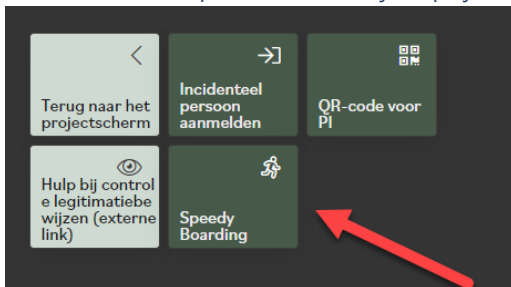 Terug naar het
projectscherm
Incidenteel
persoon
aanmelden
QR-code voor
PI
Hulp bij control
e legitimatiebe
wijzen (externe
link)
Speedy
Boarding